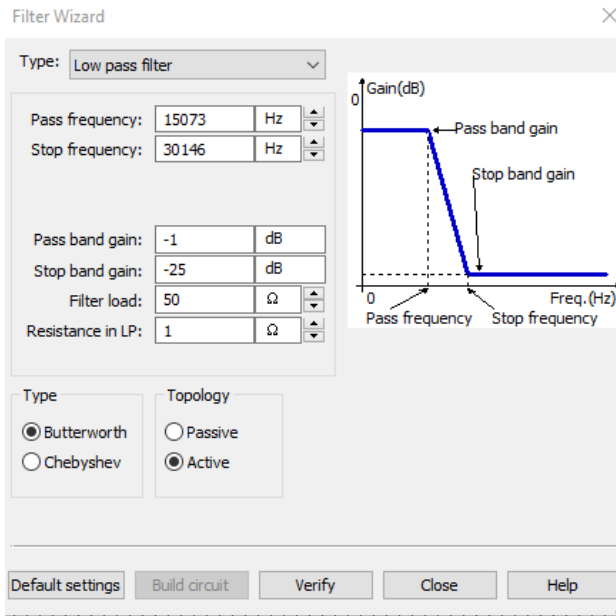 Filter Wizard
Type: Low pass filter
Pass frequency: 15073 Hz
Stop frequency: 30146 Hz
Pass band gain: -1 dB
Stop band gain: -25 dB
Filter load: 50 Ω
Resistance in LP: 1 Ω
Gain(dB)
0
Pass band gain
Stop band gain
0 Freq.(Hz)
Pass frequency Stop frequency
Type Topology
Butterworth Passive
Chebyshev Active
Default settings Build circuit Verify Close Help